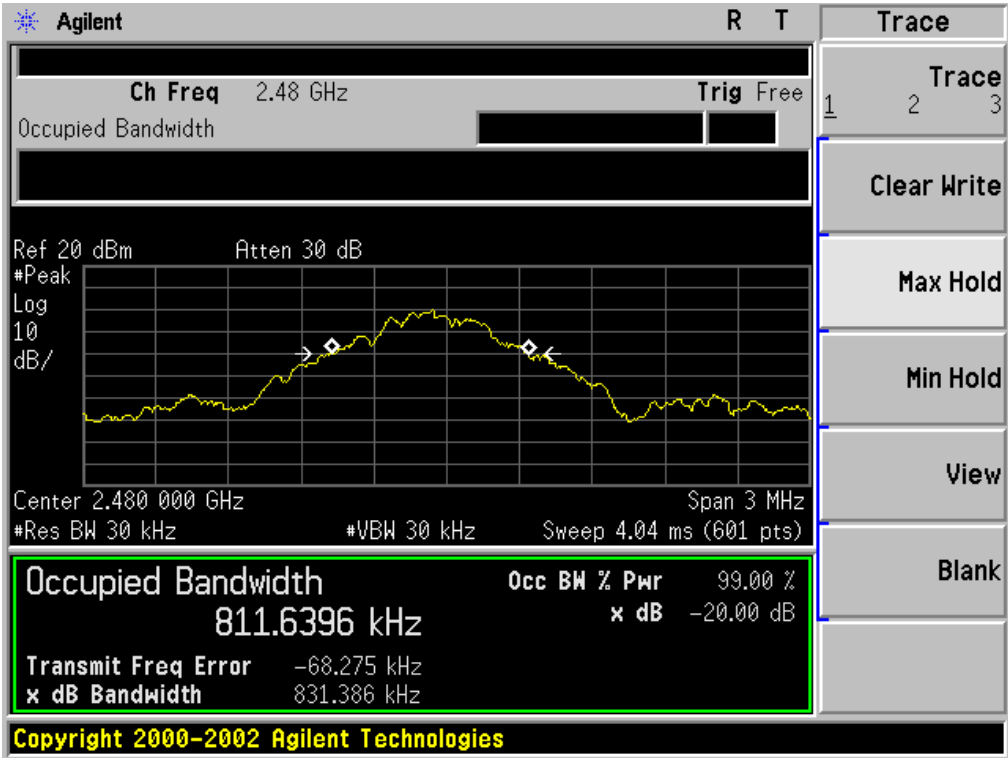 Agilent R T
Trace
Ch Freq 2.48 GHz Trig Free
Occupied Bandwidth
Trace
1 2 3
Clear Write
Max Hold
Min Hold
View
Blank
Ref 20 dBm Atten 30 dB
#Peak
Log
10
dB/
Center 2.480 000 GHz Span 3 MHz
#Res BW 30 kHz #VBW 30 kHz Sweep 4.04 ms (601 pts)
Occupied Bandwidth
811.6396 kHz
Occ BW % Pwr 99.00 %
x dB -20.00 dB
Transmit Freq Error -68.275 kHz
x dB Bandwidth 831.386 kHz
Copyright 2000-2002 Agilent Technologies